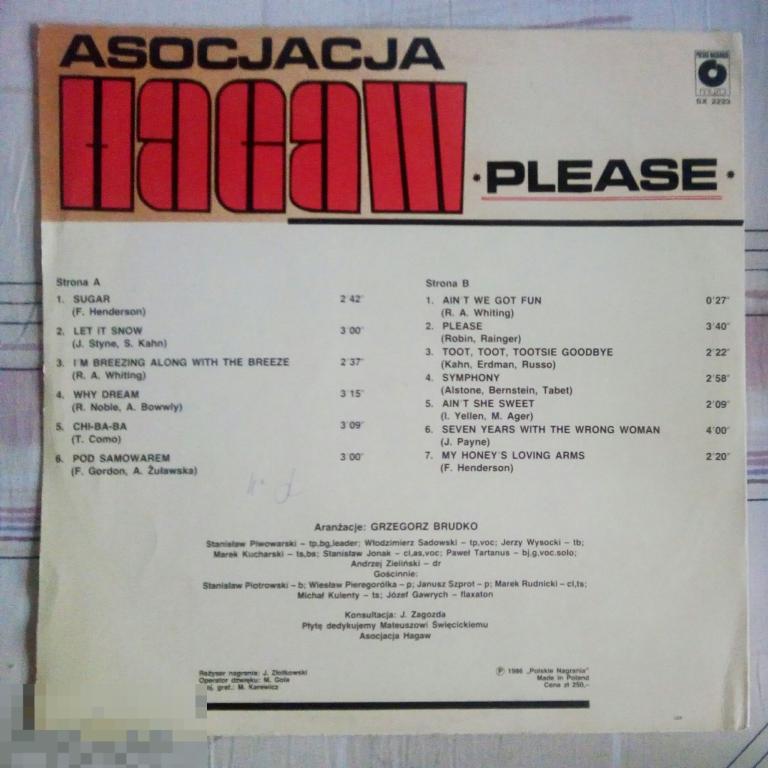 ASOCJACJA
HAGAW
• PLEASE •
POLSKIE NAGRANIA
muza
SX 2223
Strona A
1. SUGAR 2'42"
(F. Henderson)
2. LET IT SNOW 3'00"
(J. Styne, S. Kahn)
3. I'M BREEZING ALONG WITH THE BREEZE 2'37"
(R. A. Whiting)
4. WHY DREAM 3'15"
(R. Noble, A. Bowwly)
5. CHI-BA-BA 3'09"
(T. Como)
6. POD SAMOWAREM 3'00"
(F. Gordon, A. Żuławska)
Strona B
1. AIN'T WE GOT FUN 0'27"
(R. A. Whiting)
2. PLEASE 3'40"
(Robin, Rainger)
3. TOOT, TOOT, TOOTSIE GOODBYE 2'22"
(Kahn, Erdman, Russo)
4. SYMPHONY 2'58"
(Alstone, Bernstein, Tabet)
5. AIN'T SHE SWEET 2'09"
(I. Yellen, M. Ager)
6. SEVEN YEARS WITH THE WRONG WOMAN 4'00"
(J. Payne)
7. MY HONEY'S LOVING ARMS 2'20"
(F. Henderson)
Aranżacje: GRZEGORZ BRUDKO
Stanisław Piwowarski – tp,bg,leader; Włodzimierz Sadowski – tp,voc; Jerzy Wysocki – tb;
Marek Kucharski – ts,bs; Stanisław Jonak – cl,as,voc; Paweł Tartanus – bj,g,voc.solo;
Andrzej Zieliński – dr
Gościnnie:
Stanisław Piotrowski – b; Wiesław Pieregorólka – p; Janusz Szprot – p; Marek Rudnicki – cl,ts;
Michał Kulenty – ts; Józef Gawrych – flaxaton
Konsultacja: J. Zagozda
Płytę dedykujemy Mateuszowi Święcickiemu
Asocjacja Hagaw
Reżyser nagrania: J. Złotkowski
Operator dźwięku: M. Gola
graf.: M. Karewicz
Ⓟ 1986 „Polskie Nagrania"
Made in Poland
Cena zł 250,-